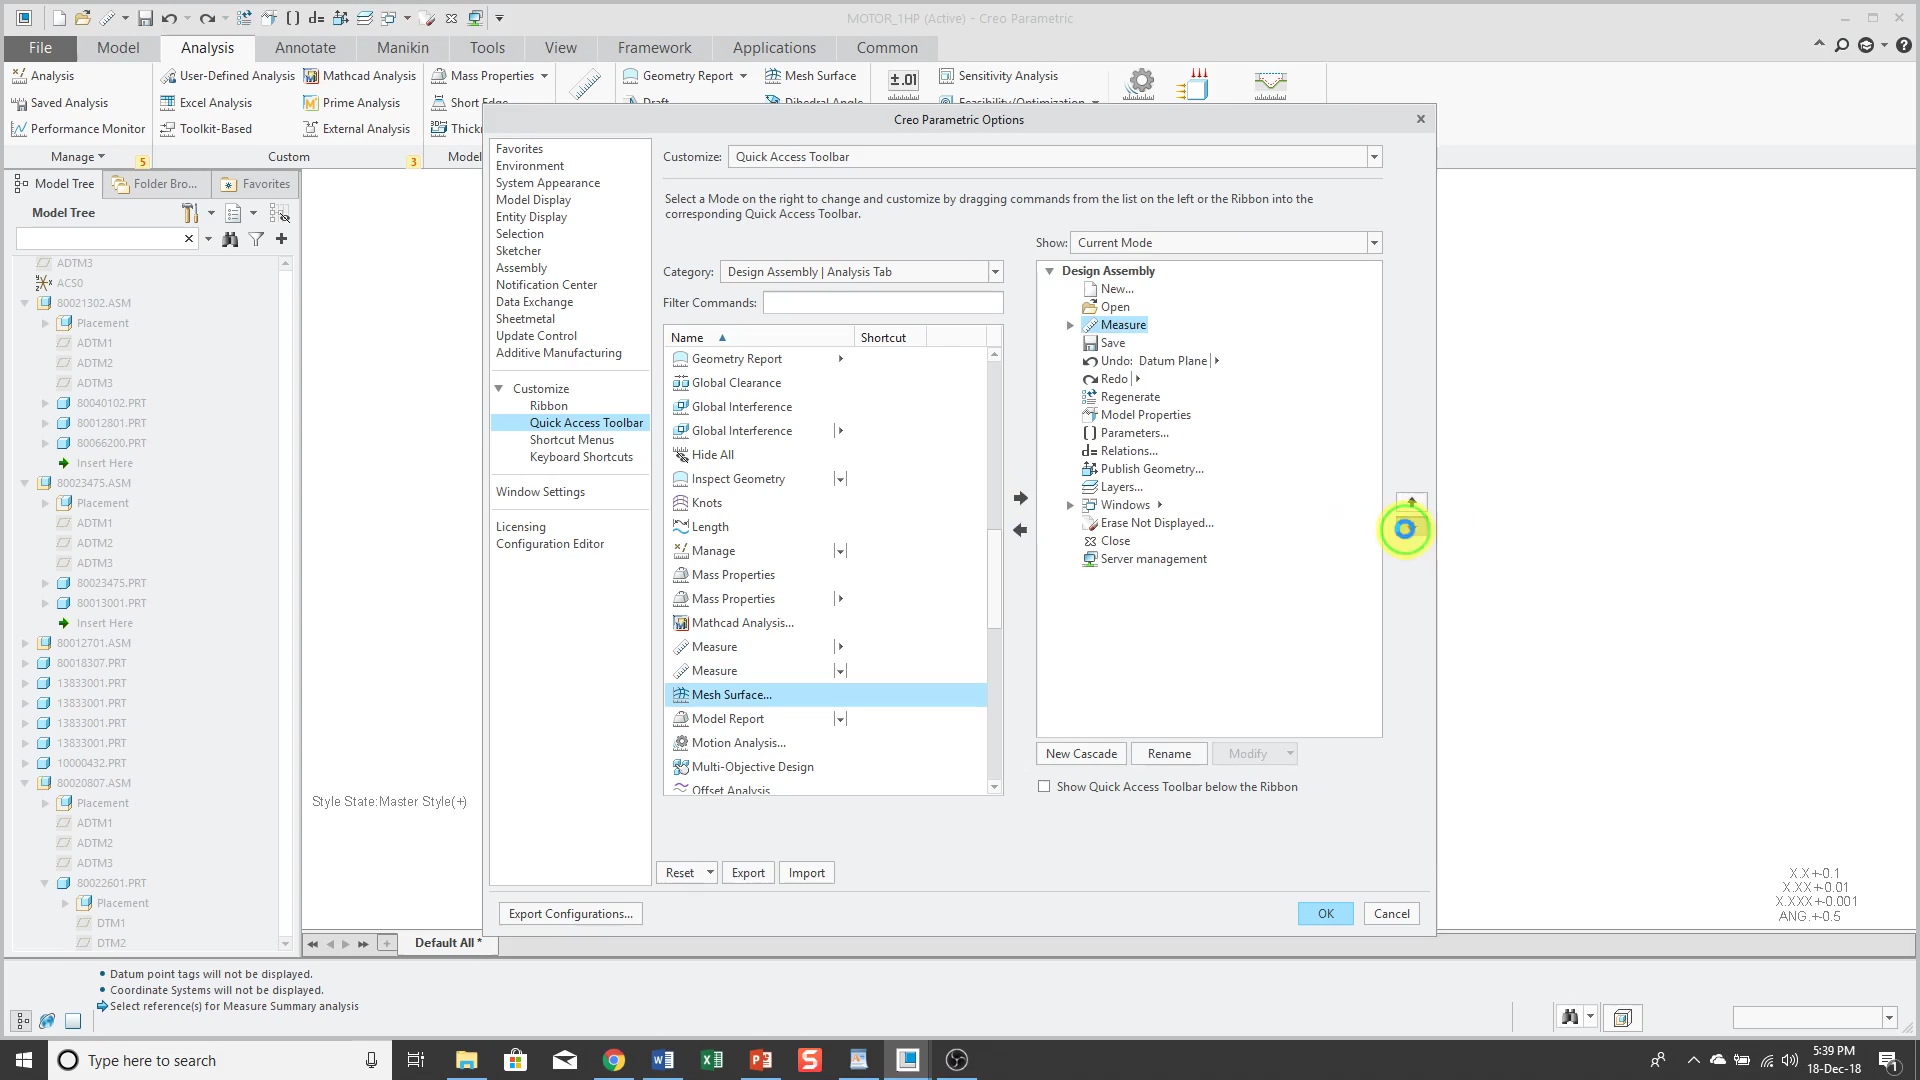 MOTOR_1HP (Active) - Creo Parametric
File
Model
Analysis
Annotate
Manikin
Tools
View
Framework
Applications
Common
Analysis
User-Defined Analysis
Mathcad Analysis
Mass Properties
Geometry Report
Mesh Surface
±.01
Sensitivity Analysis
Saved Analysis
Excel Analysis
Prime Analysis
Short Edge
Draft
Dihedral Angle
Feasibility/Optimization
Performance Monitor
Toolkit-Based
External Analysis
Manage
5
Custom
3
Creo Parametric Options
Model Tree
Folder Bro...
Favorites
Model Tree
ADTM3
ACS0
80021302.ASM
Placement
ADTM1
ADTM2
ADTM3
80040102.PRT
80012801.PRT
80066200.PRT
Insert Here
80023475.ASM
Placement
ADTM1
ADTM2
ADTM3
80023475.PRT
80013001.PRT
Insert Here
80012701.ASM
80018307.PRT
13833001.PRT
13833001.PRT
13833001.PRT
13833001.PRT
10000432.PRT
80020807.ASM
Placement
ADTM1
ADTM2
ADTM3
80022601.PRT
Placement
DTM1
DTM2
Favorites
Environment
System Appearance
Model Display
Entity Display
Selection
Sketcher
Assembly
Notification Center
Data Exchange
Sheetmetal
Update Control
Additive Manufacturing
Customize
Ribbon
Quick Access Toolbar
Shortcut Menus
Keyboard Shortcuts
Window Settings
Licensing
Configuration Editor
Customize:
Quick Access Toolbar
Select a Mode on the right to change and customize by dragging commands from the list on the left or the Ribbon into the
corresponding Quick Access Toolbar.
Category:
Design Assembly | Analysis Tab
Filter Commands:
Name
Shortcut
Geometry Report
Global Clearance
Global Interference
Global Interference
Hide All
Inspect Geometry
Knots
Length
Manage
Mass Properties
Mass Properties
Mathcad Analysis...
Measure
Measure
Mesh Surface...
Model Report
Motion Analysis...
Multi-Objective Design
Offset Analysis
Show:
Current Mode
Design Assembly
New...
Open
Measure
Save
Undo: Datum Plane
Redo
Regenerate
Model Properties
Parameters...
Relations...
Publish Geometry...
Layers...
Windows
Erase Not Displayed...
Close
Server management
New Cascade
Rename
Modify
Show Quick Access Toolbar below the Ribbon
Reset
Export
Import
Export Configurations...
OK
Cancel
Style State:Master Style(+)
X.X+-0.1
X.XX+-0.01
X.XXX+-0.001
ANG.+-0.5
Default All *
Datum point tags will not be displayed.
Coordinate Systems will not be displayed.
Select reference(s) for Measure Summary analysis
Type here to search
5:39 PM
18-Dec-18
1